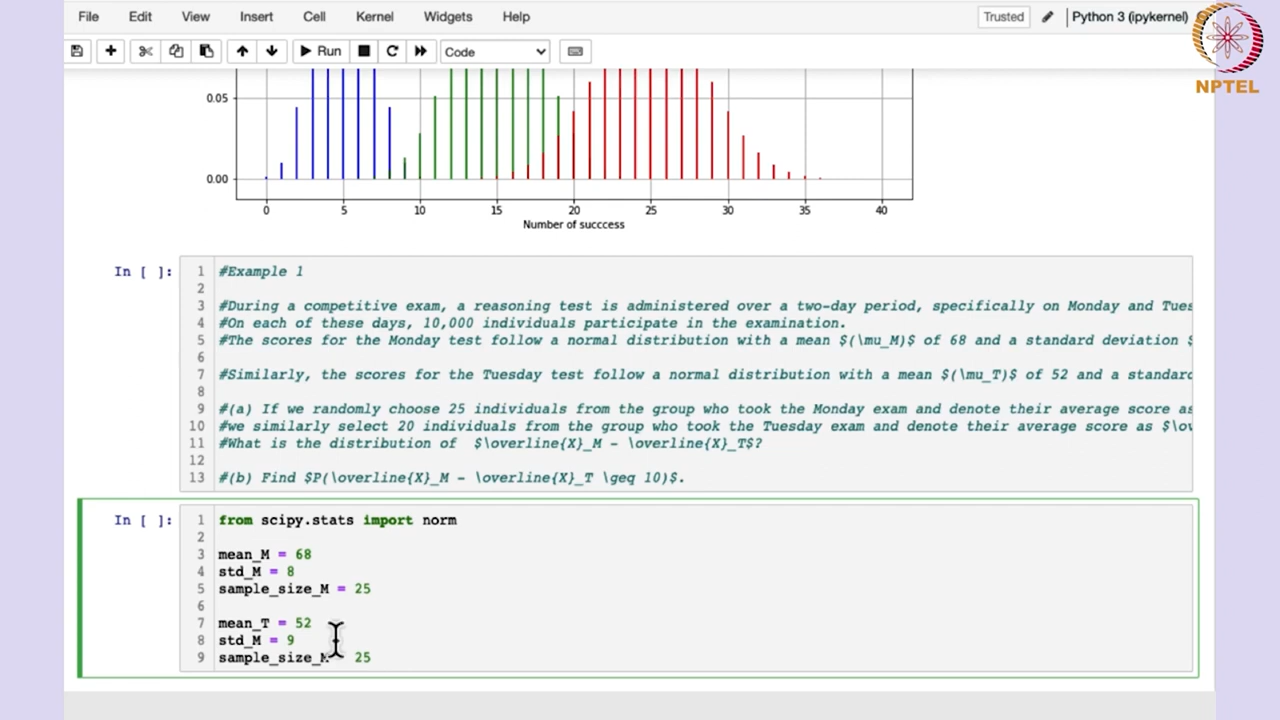 File Edit View Insert Cell Kernel Widgets Help Trusted Python 3 (ipykernel)
Run Code
NPTEL
0.05
0.00
0 5 10 15 20 25 30 35 40
Number of succcess
In [ ]: 1 #Example 1
2
3 #During a competitive exam, a reasoning test is administered over a two-day period, specifically on Monday and Tues
4 #On each of these days, 10,000 individuals participate in the examination.
5 #The scores for the Monday test follow a normal distribution with a mean $(\mu_M)$ of 68 and a standard deviation $
6
7 #Similarly, the scores for the Tuesday test follow a normal distribution with a mean $(\mu_T)$ of 52 and a standard
8
9 #(a) If we randomly choose 25 individuals from the group who took the Monday exam and denote their average score as
10 #we similarly select 20 individuals from the group who took the Tuesday exam and denote their average score as $\ov
11 #What is the distribution of $\overline{X}_M - \overline{X}_T$?
12
13 #(b) Find $P(\overline{X}_M - \overline{X}_T \geq 10)$.
In [ ]: 1 from scipy.stats import norm
2
3 mean_M = 68
4 std_M = 8
5 sample_size_M = 25
6
7 mean_T = 52
8 std_M = 9
9 sample_size_M 25